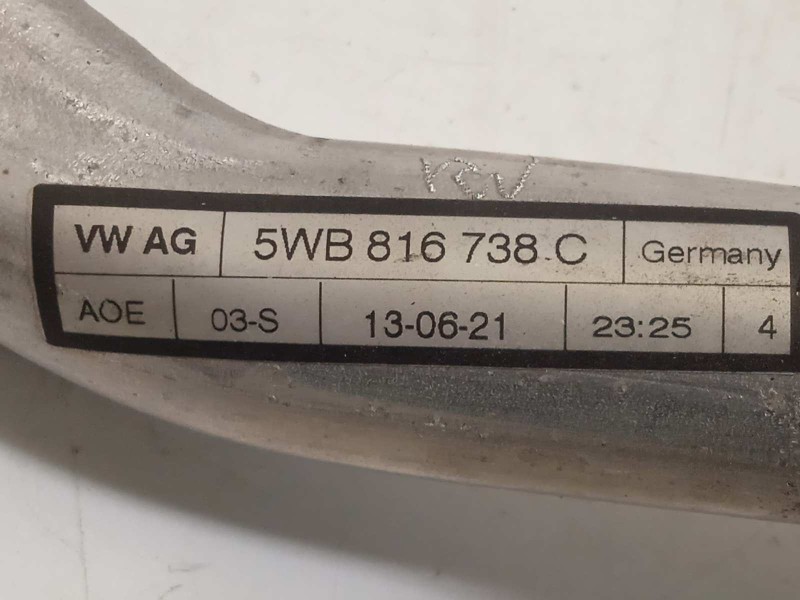 VW AG 5WB 816 738 C Germany
AOE 03-S 13-06-21 23:25 4